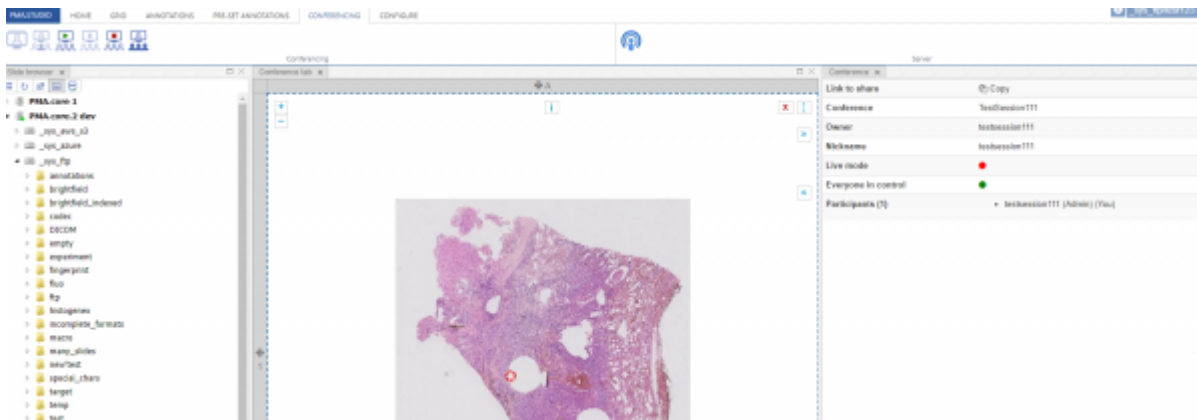 PMA.STUDIO HOME GRID ANNOTATIONS PRE-SET ANNOTATIONS CONFERENCING CONFIGURE
Conferencing Server
Slide browser Conference tab Conference
A
PMA.core 1
PMA.core.2 dev
_sys_aws_s3
_sys_azure
_sys_ftp
annotations
brightfield
brightfield_indexed
codec
DICOM
empty
experiment
fingerprint
fluo
ftp
histogenex
incomplete_formats
macro
many_slides
newTest
special_chars
target
temp
test
1
Link to share Copy
Conference TestSession111
Owner testsession111
Nickname testsession111
Live mode
Everyone in control
Participants (1) testsession111 (Admin) (You)